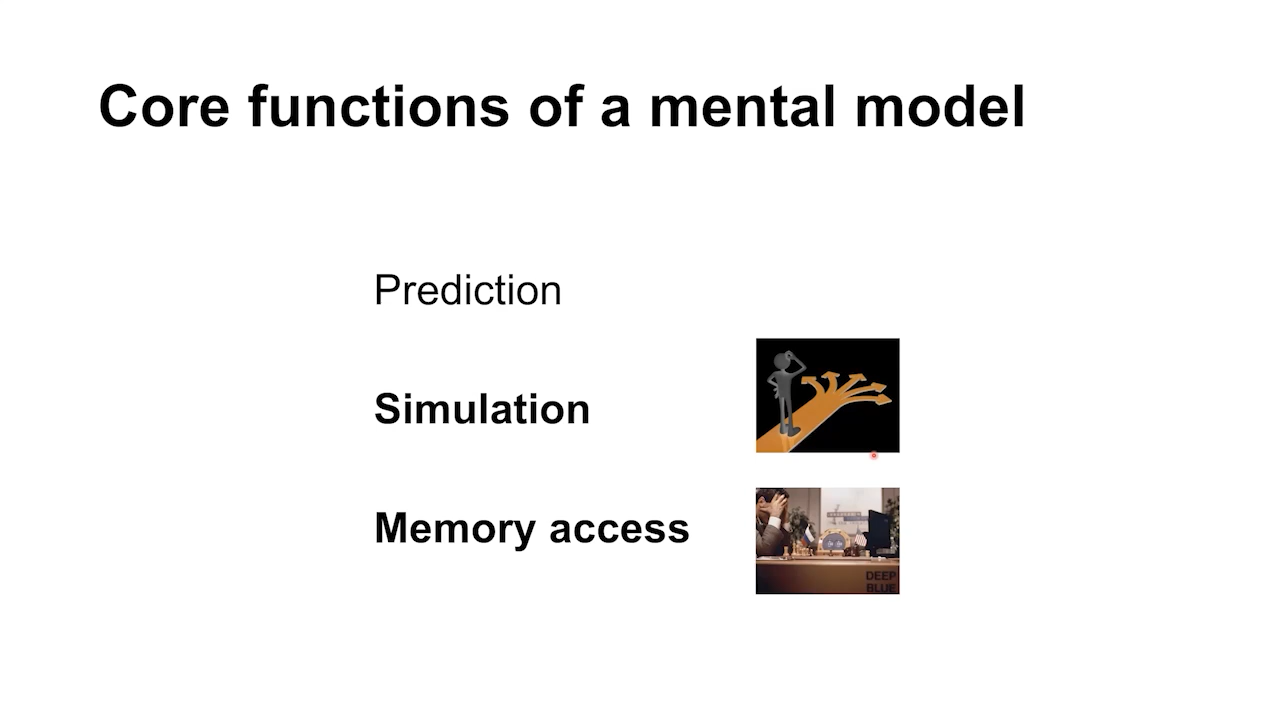 Core functions of a mental model
Prediction
Simulation
Memory access
DEEP
BLUE